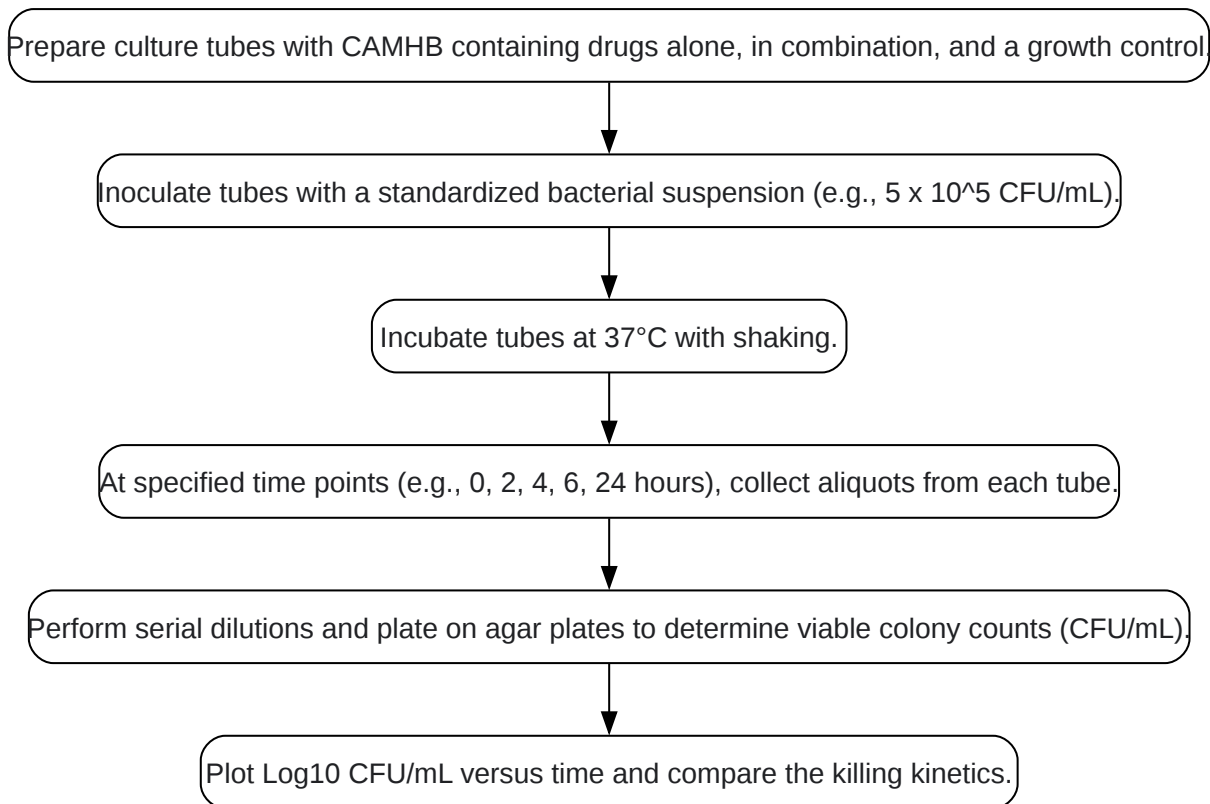 Prepare culture tubes with CAMHB containing drugs alone, in combination, and a growth control.
Inoculate tubes with a standardized bacterial suspension (e.g., 5 x 10^5 CFU/mL).
Incubate tubes at 37°C with shaking.
At specified time points (e.g., 0, 2, 4, 6, 24 hours), collect aliquots from each tube.
Perform serial dilutions and plate on agar plates to determine viable colony counts (CFU/mL).
Plot Log10 CFU/mL versus time and compare the killing kinetics.